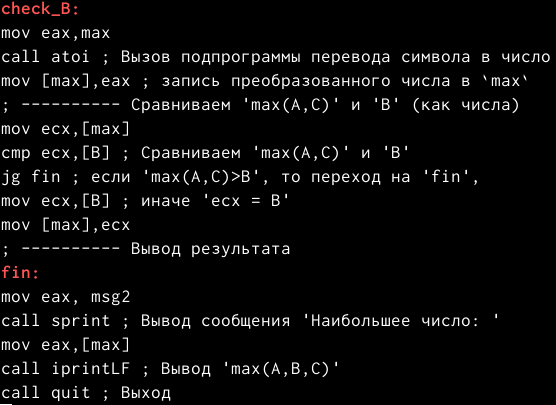 check_B:
mov eax,max
call atoi ; Вызов подпрограммы перевода символа в число
mov [max],eax ; запись преобразованного числа в `max`
; ---------- Сравниваем 'max(A,C)' и 'B' (как числа)
mov ecx,[max]
cmp ecx,[B] ; Сравниваем 'max(A,C)' и 'B'
jg fin ; если 'max(A,C)>B', то переход на 'fin',
mov ecx,[B] ; иначе 'ecx = B'
mov [max],ecx
; ---------- Вывод результата
fin:
mov eax, msg2
call sprint ; Вывод сообщения 'Наибольшее число: '
mov eax,[max]
call iprintLF ; Вывод 'max(A,B,C)'
call quit ; Выход